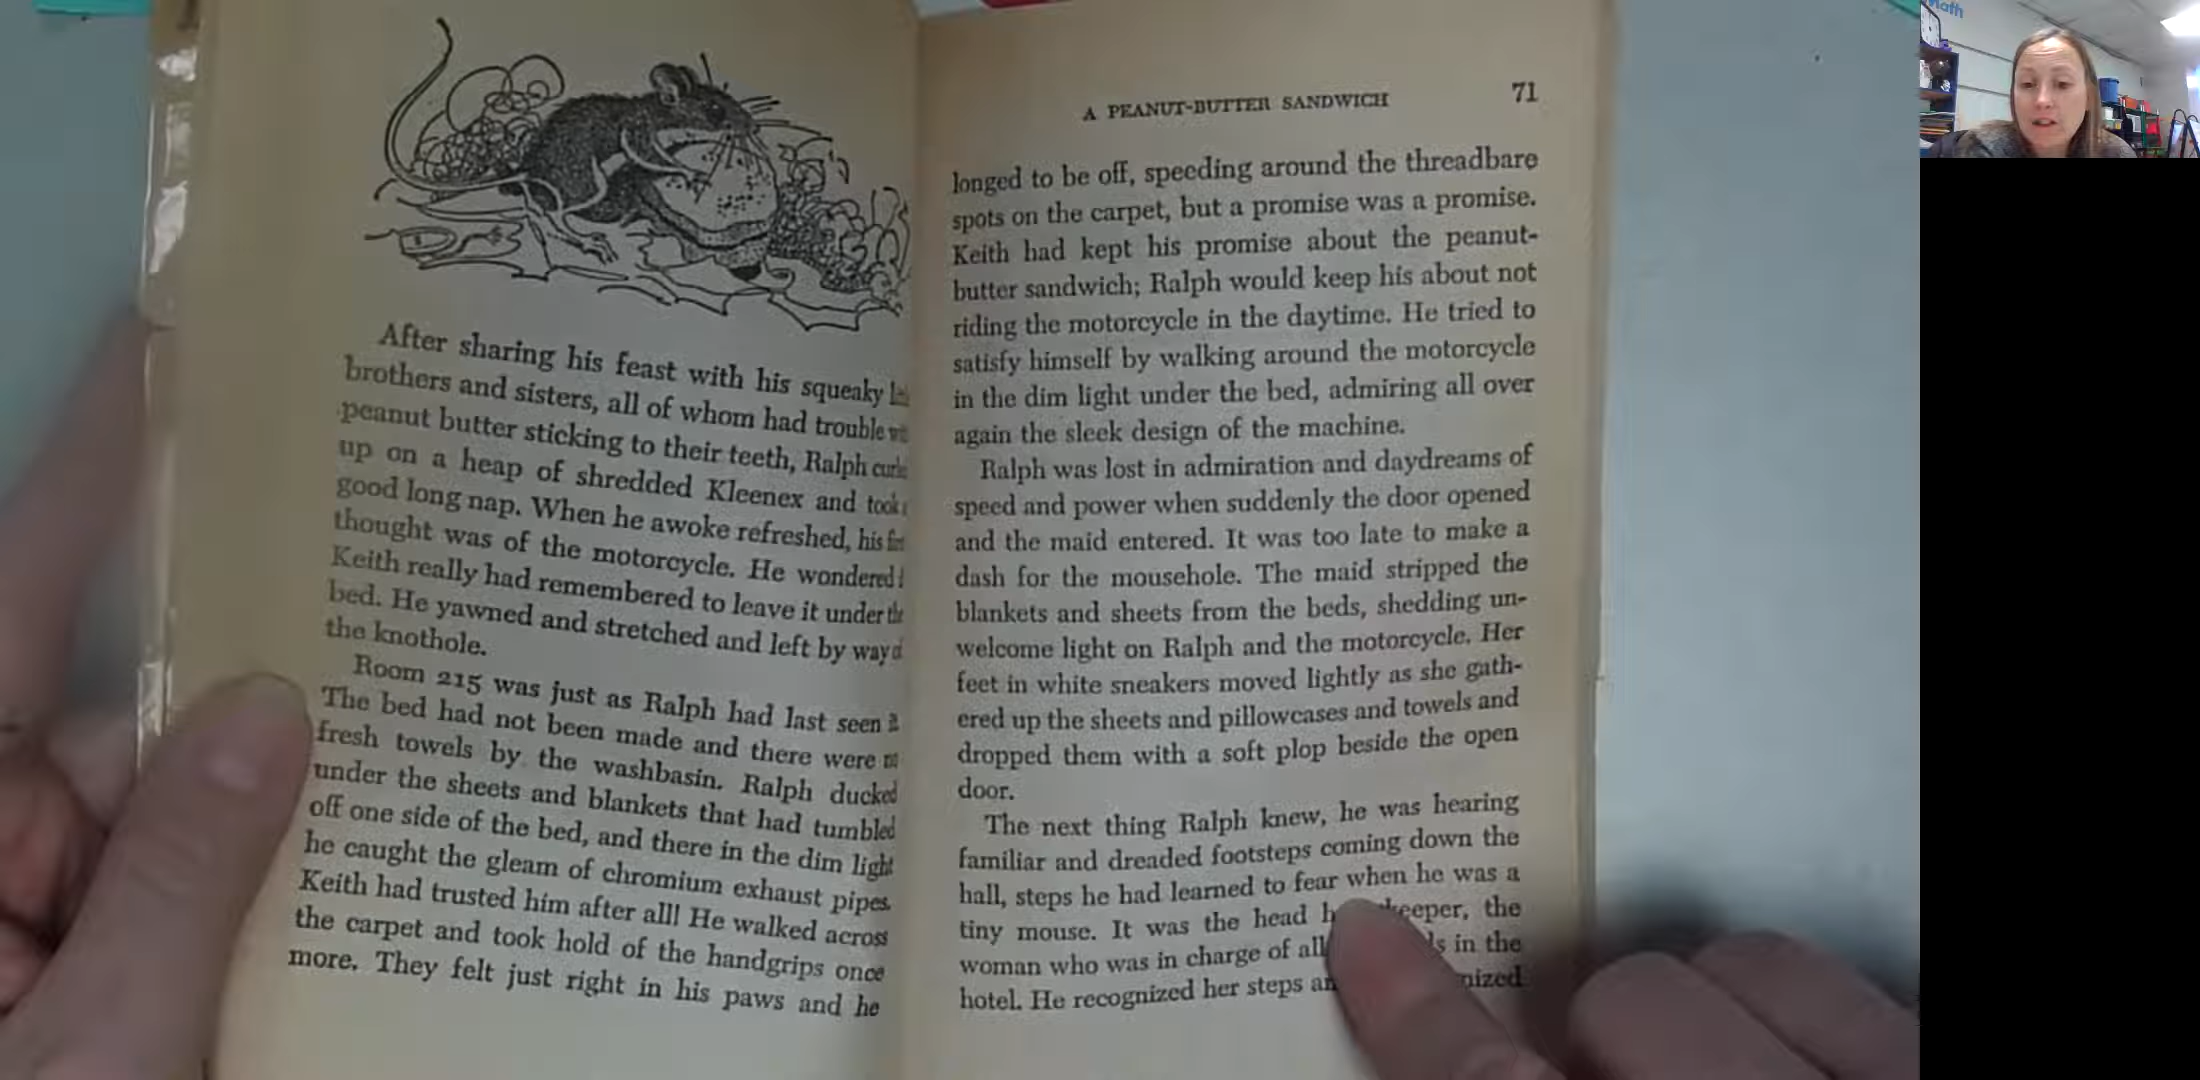 Math
A PEANUT-BUTTER SANDWICH 71
After sharing his feast with his squeaky
brothers and sisters, all of whom had trouble
peanut butter sticking to their teeth, Ralph
up on a heap of shredded Kleenex and took
good long nap. When he awoke refreshed, his
thought was of the motorcycle. He wondered
Keith really had remembered to leave it under the
bed. He yawned and stretched and left by way
the knothole.
Room 215 was just as Ralph had last seen
The bed had not been made and there were
fresh towels by the washbasin. Ralph ducked
under the sheets and blankets that had tumbled
off one side of the bed, and there in the dim light
he caught the gleam of chromium exhaust pipes.
Keith had trusted him after all! He walked across
the carpet and took hold of the handgrips once
more. They felt just right in his paws and he
longed to be off, speeding around the threadbare
spots on the carpet, but a promise was a promise.
Keith had kept his promise about the peanut-
butter sandwich; Ralph would keep his about not
riding the motorcycle in the daytime. He tried to
satisfy himself by walking around the motorcycle
in the dim light under the bed, admiring all over
again the sleek design of the machine.
Ralph was lost in admiration and daydreams of
speed and power when suddenly the door opened
and the maid entered. It was too late to make a
dash for the mousehole. The maid stripped the
blankets and sheets from the beds, shedding un-
welcome light on Ralph and the motorcycle. Her
feet in white sneakers moved lightly as she gath-
ered up the sheets and pillowcases and towels and
dropped them with a soft plop beside the open
door.
The next thing Ralph knew, he was hearing
familiar and dreaded footsteps coming down the
hall, steps he had learned to fear when he was a
tiny mouse. It was the head the
woman who was in charge of all in the
hotel. He recognized her steps